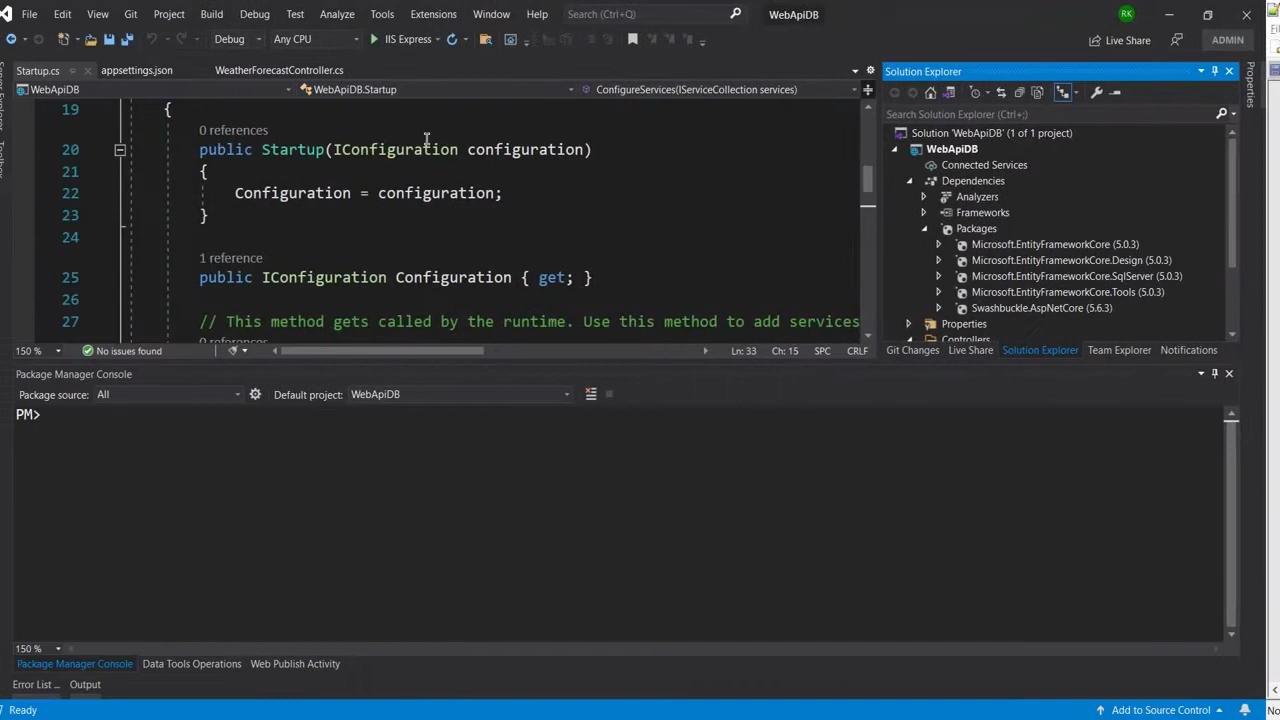 File Edit View Git Project Build Debug Test Analyze Tools Extensions Window Help Search (Ctrl+Q) WebApiDB RK
Debug Any CPU IIS Express Live Share ADMIN
Startup.cs appsettings.json WeatherForecastController.cs
WebApiDB WebApiDB.Startup ConfigureServices(IServiceCollection services)
19 {
0 references
20 public Startup(IConfiguration configuration)
21 {
22 Configuration = configuration;
23 }
24
1 reference
25 public IConfiguration Configuration { get; }
26
27 // This method gets called by the runtime. Use this method to add services
150 % No issues found Ln: 33 Ch: 15 SPC CRLF
Solution Explorer
Search Solution Explorer (Ctrl+;)
Solution 'WebApiDB' (1 of 1 project)
WebApiDB
Connected Services
Dependencies
Analyzers
Frameworks
Packages
Microsoft.EntityFrameworkCore (5.0.3)
Microsoft.EntityFrameworkCore.Design (5.0.3)
Microsoft.EntityFrameworkCore.SqlServer (5.0.3)
Microsoft.EntityFrameworkCore.Tools (5.0.3)
Swashbuckle.AspNetCore (5.6.3)
Properties
Controllers
Git Changes Live Share Solution Explorer Team Explorer Notifications
Properties
Package Manager Console
Package source: All Default project: WebApiDB
PM>
150 %
Package Manager Console Data Tools Operations Web Publish Activity
Error List ... Output
Ready Add to Source Control